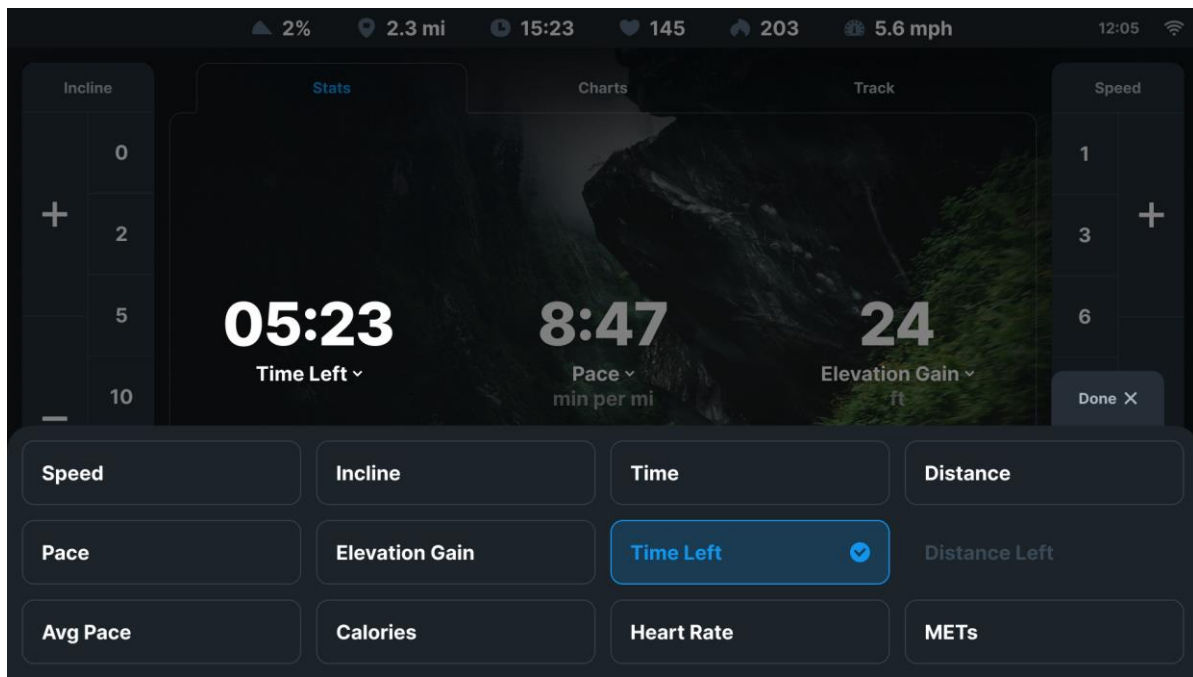 2% 2.3 mi 15:23 145 203 5.6 mph 12:05
Incline
Stats Charts Track
Speed
0
2
5
10
+
−
1
3
6
+
05:23
Time Left
8:47
Pace
min per mi
24
Elevation Gain
ft
Done ×
Speed Incline Time Distance
Pace Elevation Gain Time Left Distance Left
Avg Pace Calories Heart Rate METs